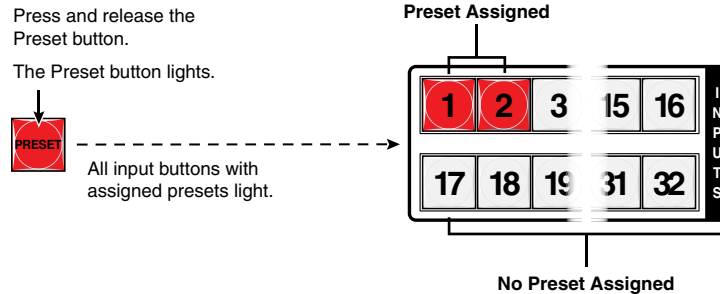 Press and release the
Preset button.
The Preset button lights.
PRESET
All input buttons with
assigned presets light.
Preset Assigned
1 2 3 15 16
17 18 19 31 32
INPUTS
No Preset Assigned